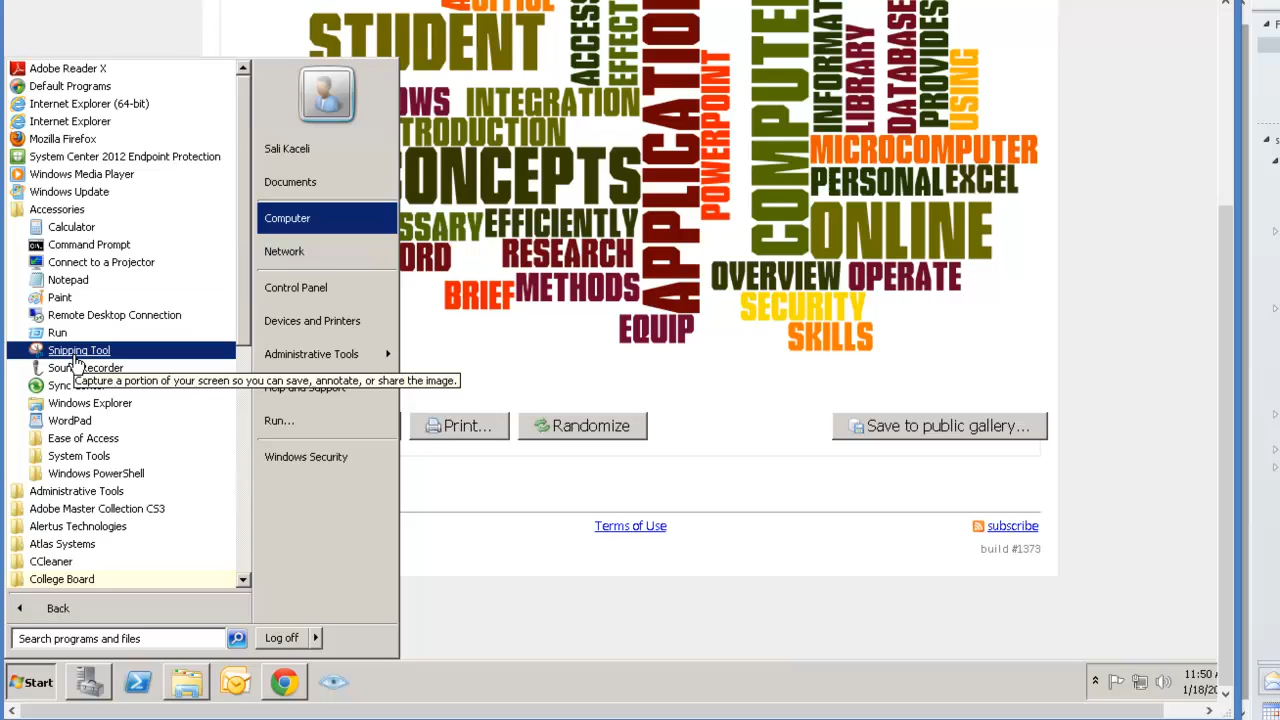 STUDENT
ACCESS
APPLICATION
COMPUTER
LIBRARY
DATABASE
PROVIDES
USING
INTEGRATION
POWERPOINT
MICROCOMPUTER
PERSONAL
EXCEL
EFFICIENTLY
ONLINE
RESEARCH
METHODS
BRIEF
OVERVIEW
OPERATE
SECURITY
SKILLS
EQUIP
Adobe Reader X
Default Programs
Internet Explorer (64-bit)
Internet Explorer
Mozilla Firefox
System Center 2012 Endpoint Protection
Windows Media Player
Windows Update
Accessories
Calculator
Command Prompt
Connect to a Projector
Notepad
Paint
Remote Desktop Connection
Run
Snipping Tool
Capture a portion of your screen so you can save, annotate, or share the image.
Windows Explorer
WordPad
Ease of Access
System Tools
Windows PowerShell
Administrative Tools
Adobe Master Collection CS3
Alertus Technologies
Atlas Systems
CCleaner
College Board
Back
Search programs and files
Sali Kaceli
Documents
Computer
Network
Control Panel
Devices and Printers
Administrative Tools
Run...
Windows Security
Log off
Print...
Randomize
Save to public gallery...
Terms of Use
subscribe
build #1373
Start
11:50